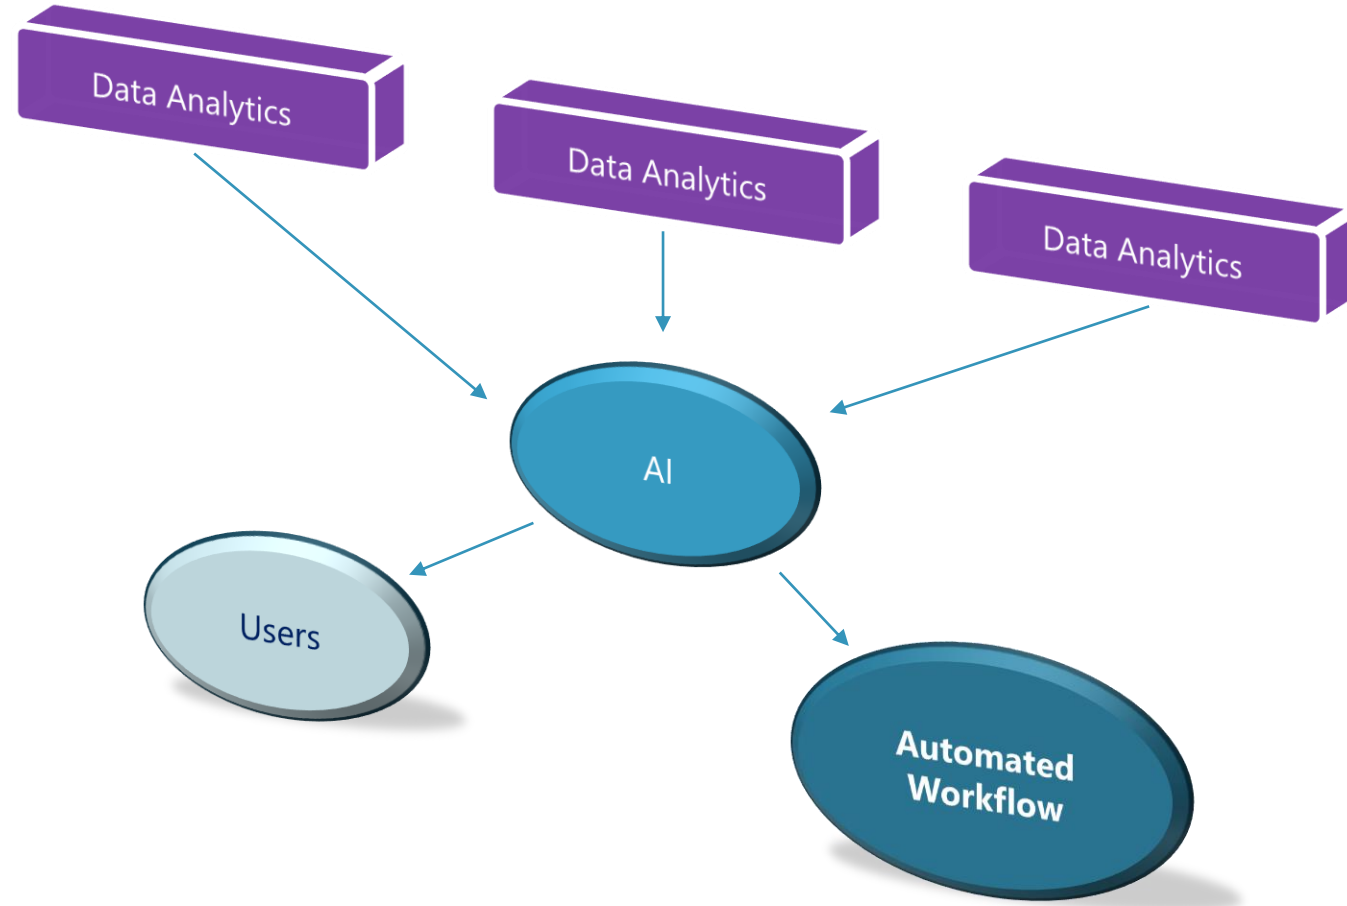 Data Analytics
Data Analytics
Data Analytics
AI
Users
Automated
Workflow